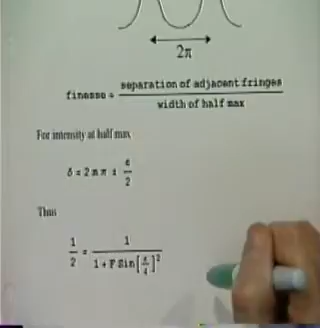 2π
finesse = separation of adjacent fringes / width of half max
For intensity at half max
δ = 2 m π ± ε/2
Thus
1/2 = 1 / 1 + F Sin[ε/4]^2